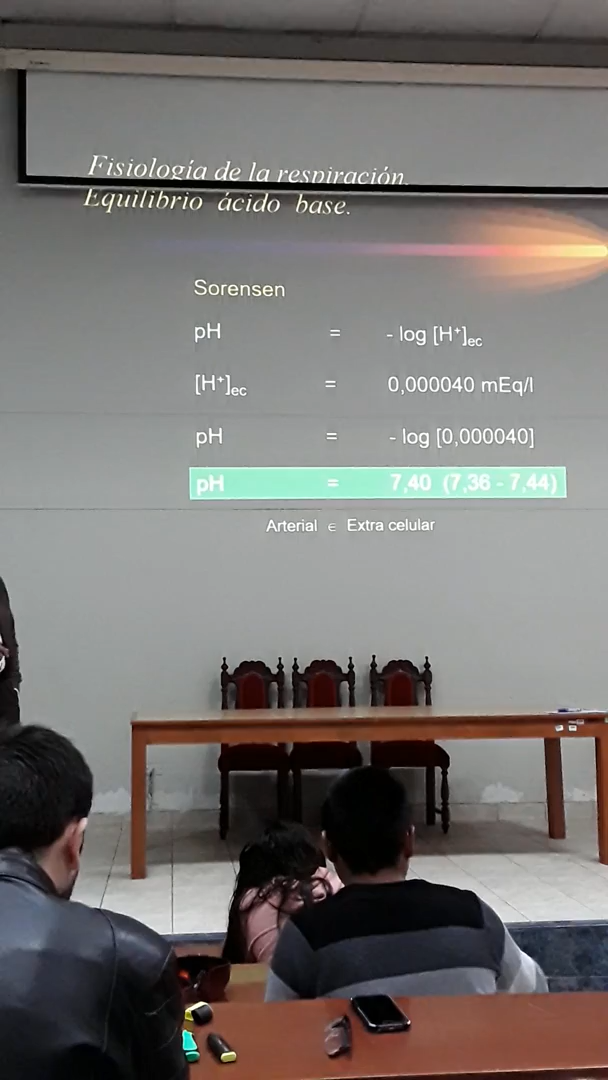 Fisiología de la respiración.
Equilibrio ácido base.
Sorensen
pH = - log [H⁺]ec
[H⁺]ec = 0,000040 mEq/l
pH = - log [0,000040]
pH = 7,40 (7,36 - 7,44)
Arterial ∈ Extra celular